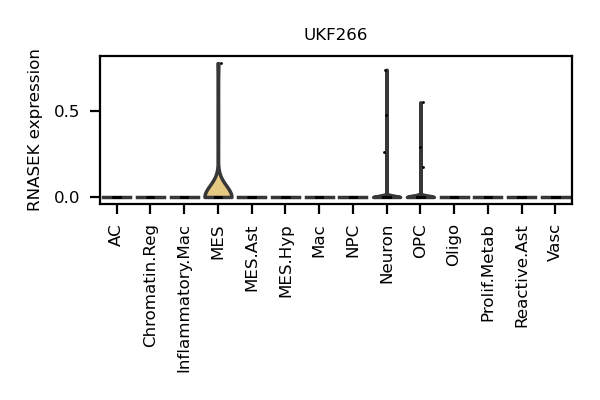 UKF266
RNASEK expression
0.5
0.0
AC
Chromatin.Reg
Inflammatory.Mac
MES
MES.Ast
MES.Hyp
Mac
NPC
Neuron
OPC
Oligo
Prolif.Metab
Reactive.Ast
Vasc